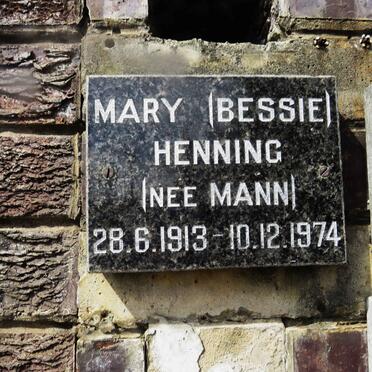 MARY (BESSIE)
HENNING
(NEE MANN)
28.6.1913-10.12.1974